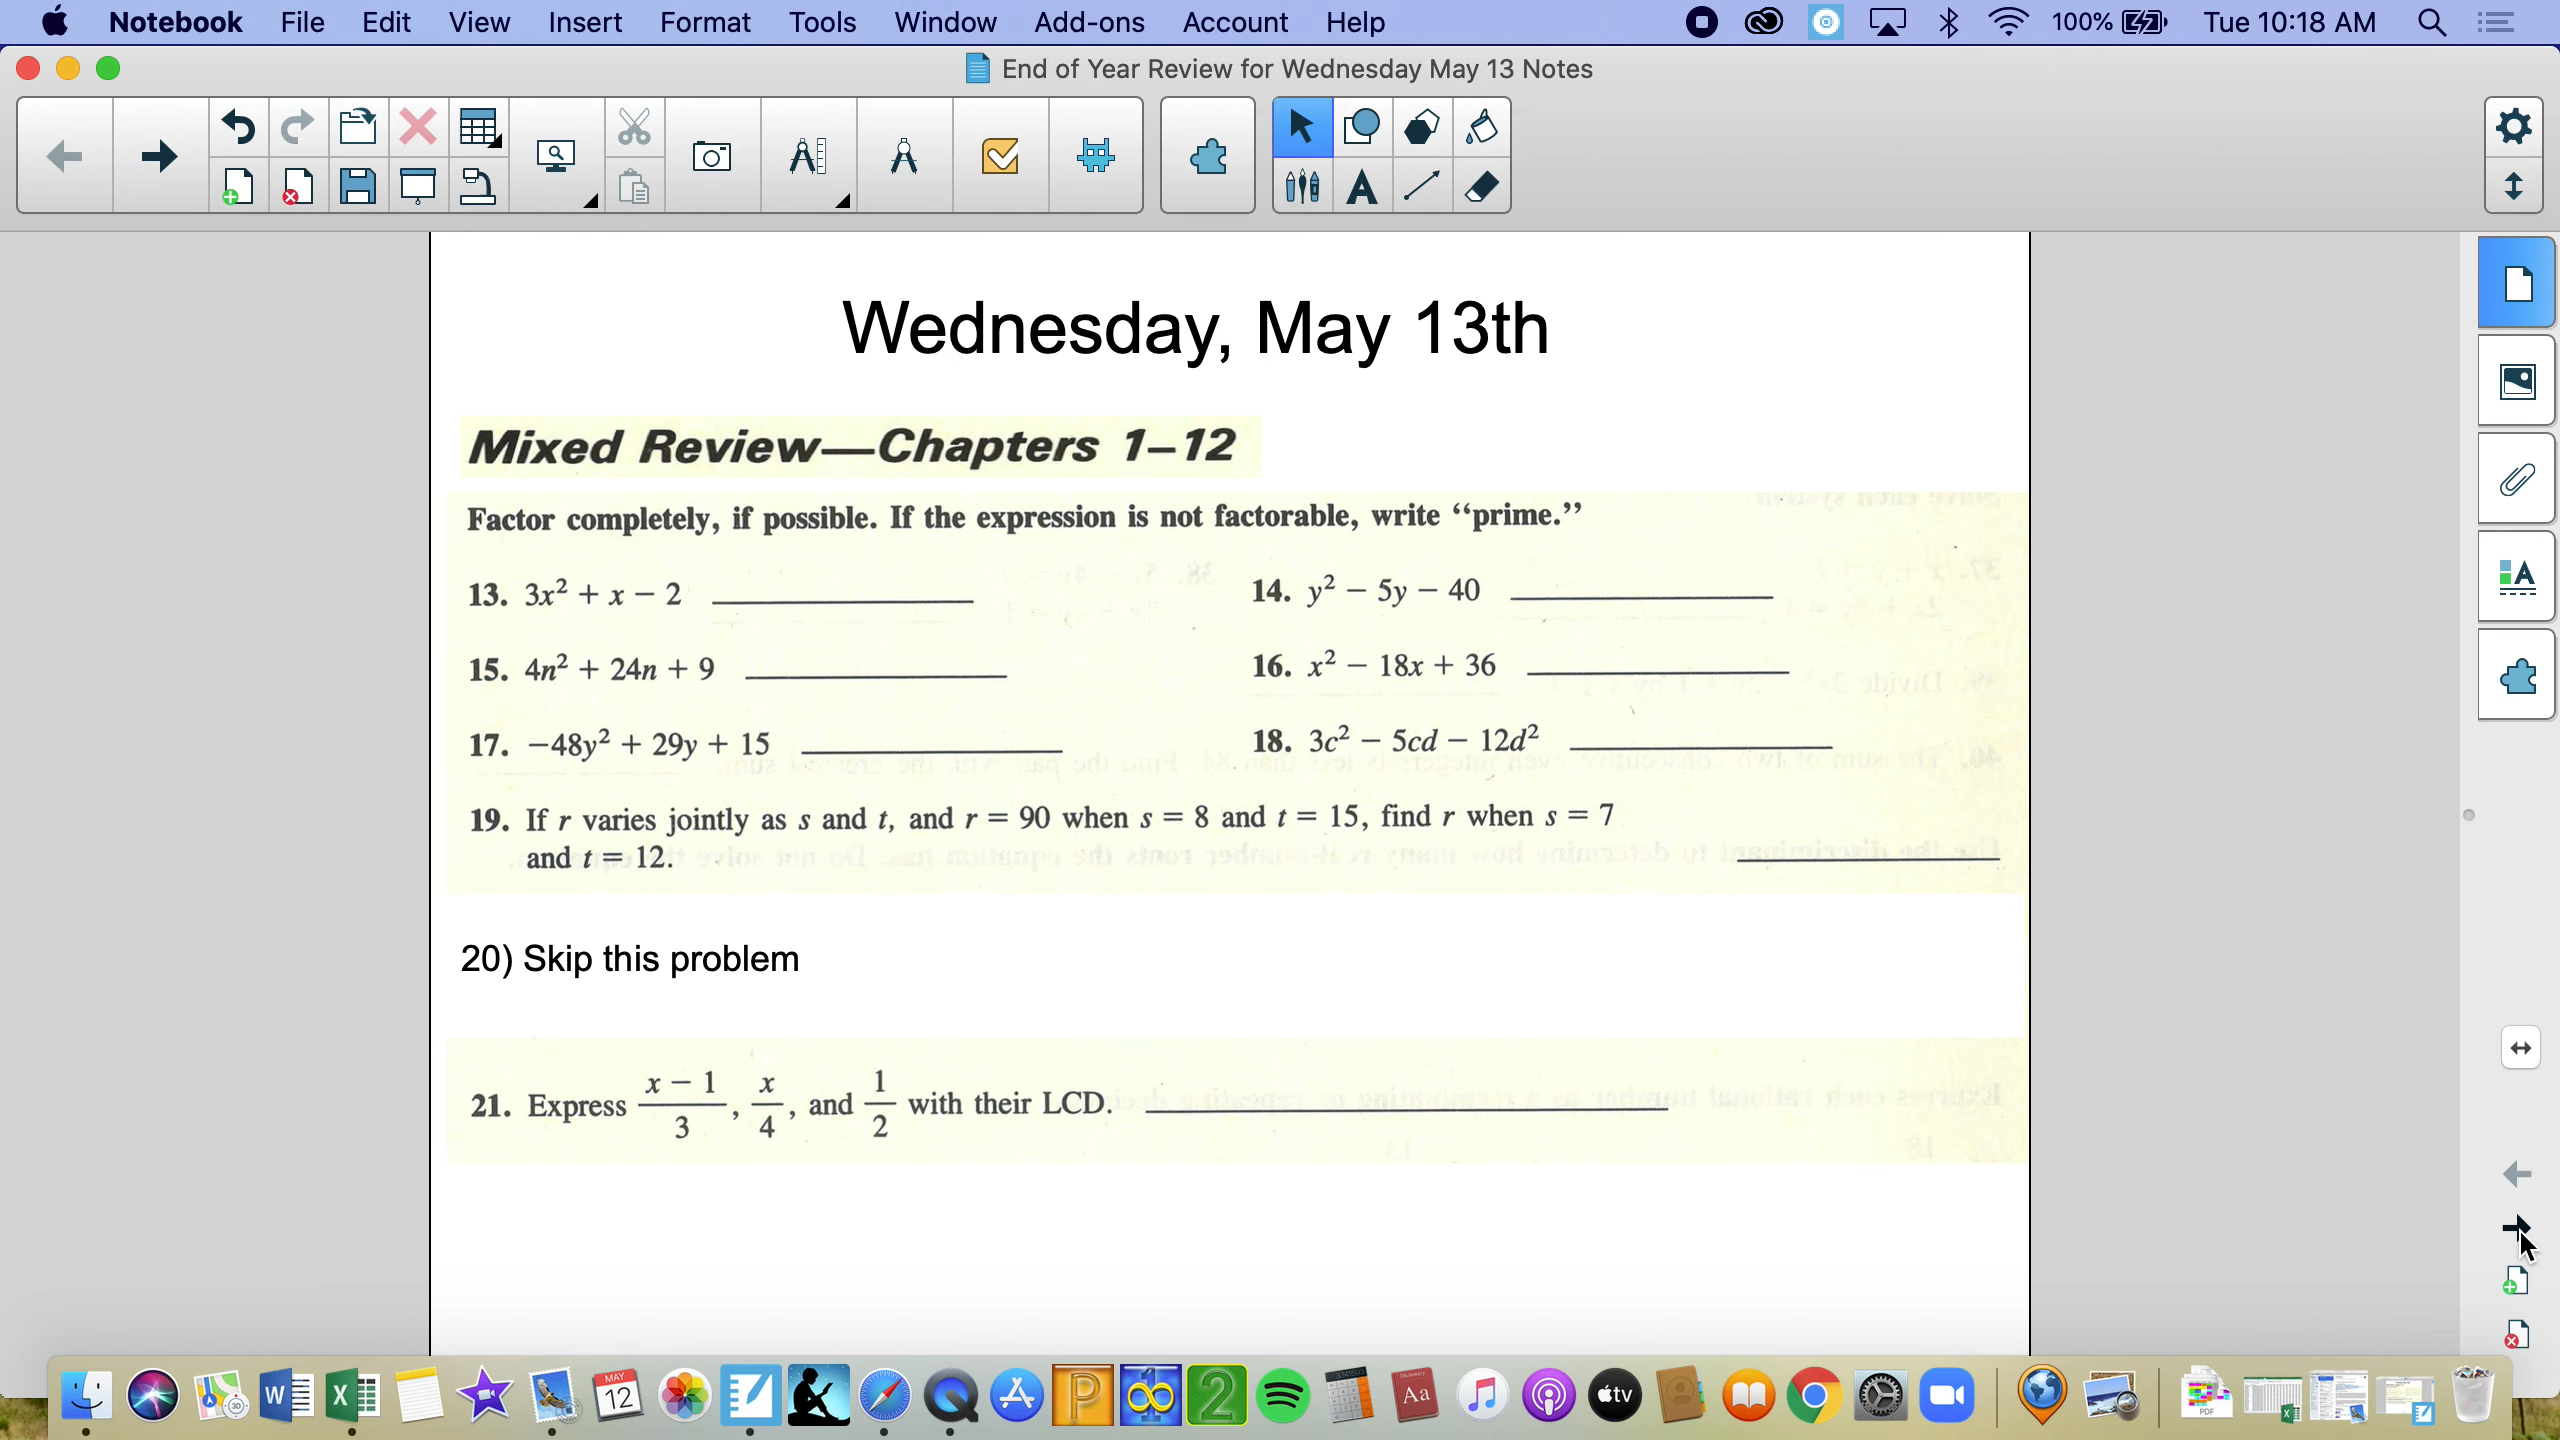 Notebook File Edit View Insert Format Tools Window Add-ons Account Help 100% Tue 10:18 AM
End of Year Review for Wednesday May 13 Notes
Wednesday, May 13th
Mixed Review—Chapters 1–12
Factor completely, if possible. If the expression is not factorable, write “prime.”
13. 3x² + x − 2 14. y² − 5y − 40
15. 4n² + 24n + 9 16. x² − 18x + 36
17. −48y² + 29y + 15 18. 3c² − 5cd − 12d²
19. If r varies jointly as s and t, and r = 90 when s = 8 and t = 15, find r when s = 7
and t = 12.
20) Skip this problem
21. Express (x − 1)/3, x/4, and 1/2 with their LCD.
MAY
12
tv
Aa
PDF